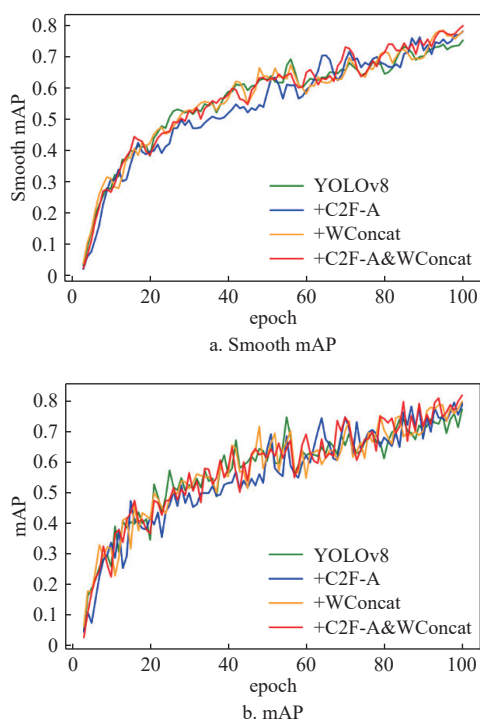 0.8
0.7
0.6
0.5
0.4
0.3
0.2
0.1
0
Smooth mAP
YOLOv8
+C2F-A
+WConcat
+C2F-A&WConcat
0 20 40 60 80 100
epoch
a. Smooth mAP
0.8
0.7
0.6
0.5
0.4
0.3
0.2
0.1
0
mAP
YOLOv8
+C2F-A
+WConcat
+C2F-A&WConcat
0 20 40 60 80 100
epoch
b. mAP